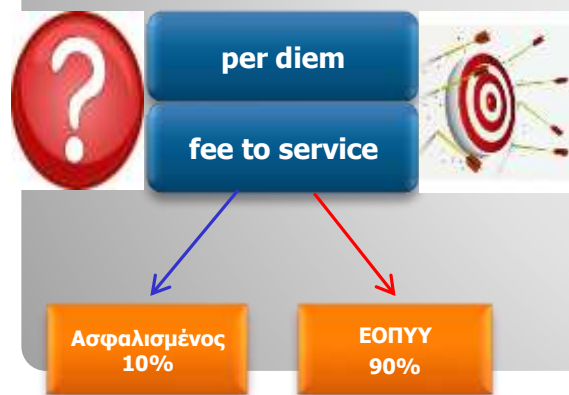 ?
per diem
fee to service
Ασφαλισμένος
10%
ΕΟΠΥΥ
90%